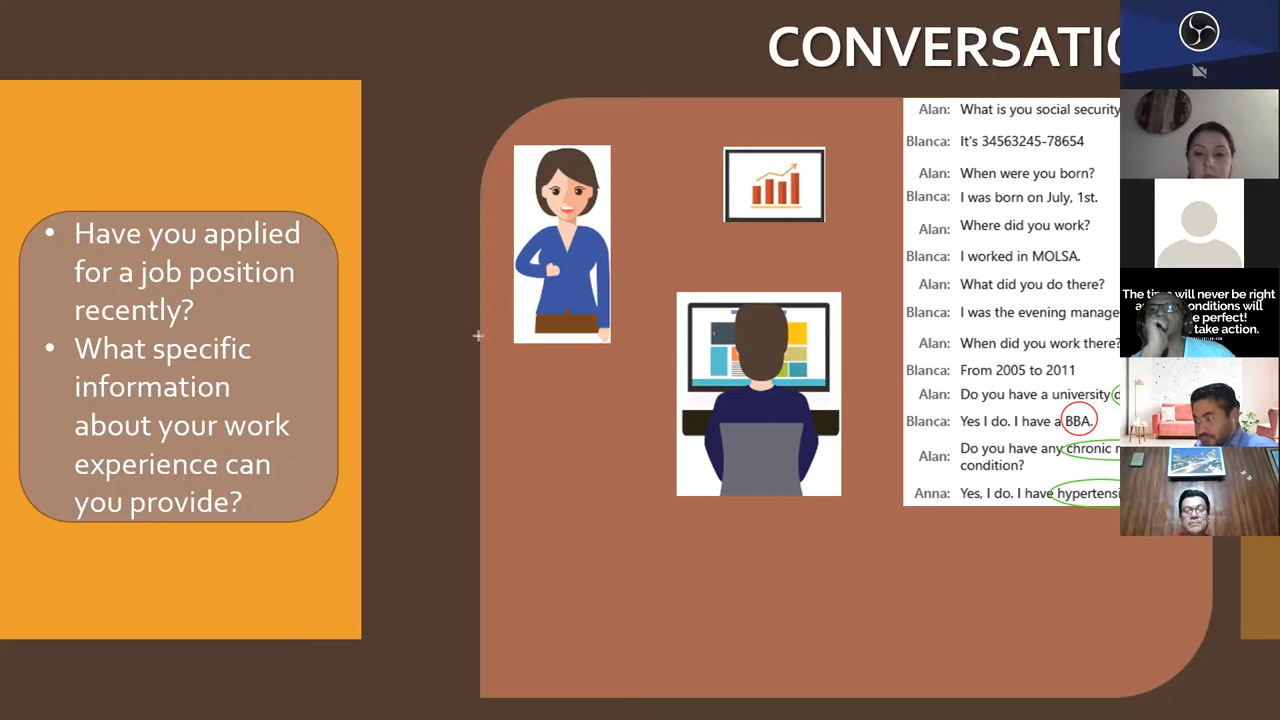 CONVERSATIO
• Have you applied
for a job position
recently?
• What specific
information
about your work
experience can
you provide?
Alan: What is you social security
Blanca: It's 34563245-78654
Alan: When were you born?
Blanca: I was born on July, 1st.
Alan: Where did you work?
Blanca: I worked in MOLSA.
Alan: What did you do there?
Blanca: I was the evening manage
Alan: When did you work there?
Blanca: From 2005 to 2011
Alan: Do you have a university
Blanca: Yes I do. I have a BBA.
Alan: Do you have any chronic
condition?
Anna: Yes, I do. I have hypertensi
The time will never be right
conditions will
perfect!
take action.